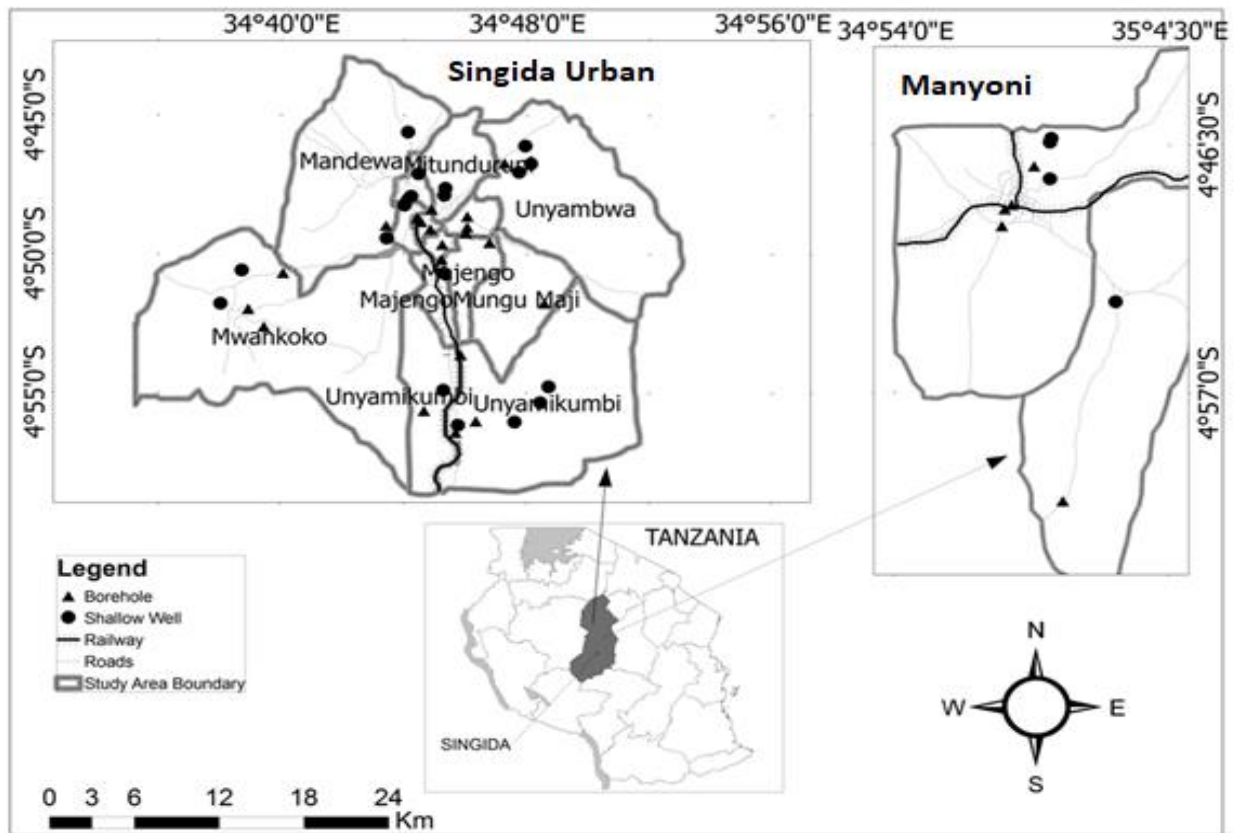 34°40'0"E 34°48'0"E 34°56'0"E
34°54'0"E 35°4'30"E
Singida Urban
Manyoni
4°45'0"S
4°50'0"S
4°55'0"S
4°46'30"S
4°57'0"S
Mandewa
Unyambwa
Majengo
Majengo
Mungu Maji
Mwankoko
Unyamikumbi
Unyamikumbi
TANZANIA
SINGIDA
Legend
Borehole
Shallow Well
Railway
Roads
Study Area Boundary
0 3 6 12 18 24
Km
N
W E
S